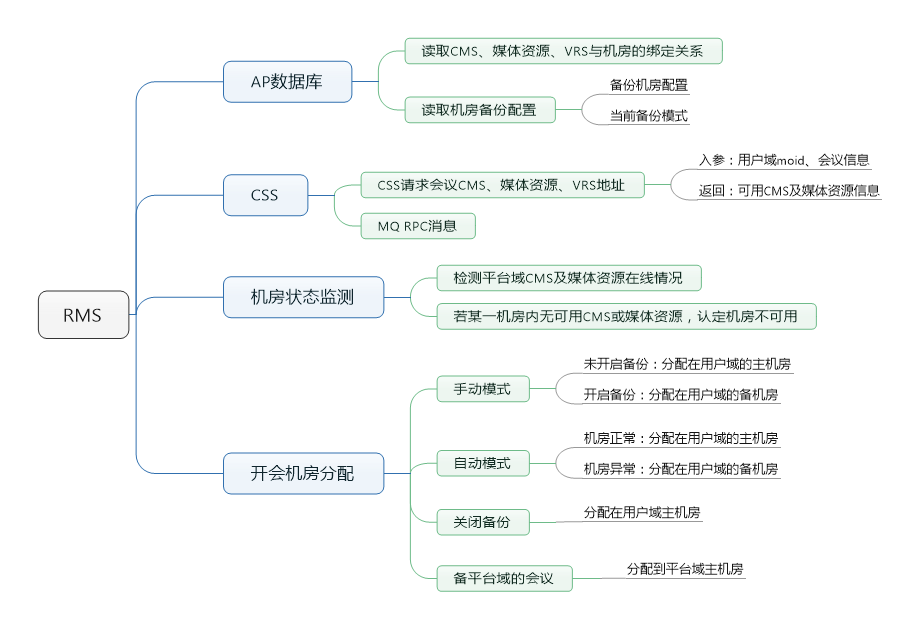 RMS
AP数据库
读取CMS、媒体资源、VRS与机房的绑定关系
读取机房备份配置
备份机房配置
当前备份模式
CSS
CSS请求会议CMS、媒体资源、VRS地址
入参：用户域moid、会议信息
返回：可用CMS及媒体资源信息
MQ RPC消息
机房状态监测
检测平台域CMS及媒体资源在线情况
若某一机房内无可用CMS或媒体资源，认定机房不可用
开会机房分配
手动模式
未开启备份：分配在用户域的主机房
开启备份：分配在用户域的备机房
自动模式
机房正常：分配在用户域的主机房
机房异常：分配在用户域的备机房
关闭备份
分配在用户域主机房
备平台域的会议
分配到平台域主机房